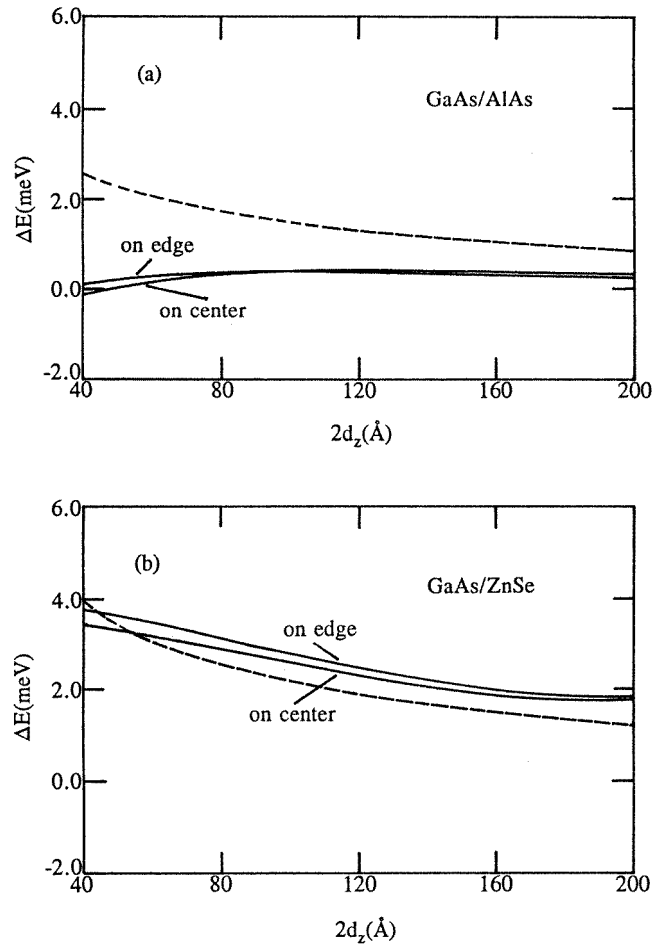 6.0
(a)
GaAs/AlAs
4.0
ΔE(meV)
2.0
on edge
0.0
on center
-2.0
40 80 120 160 200
2d_z(Å)
6.0
(b)
GaAs/ZnSe
4.0
on edge
ΔE(meV)
2.0
on center
0.0
-2.0
40 80 120 160 200
2d_z(Å)